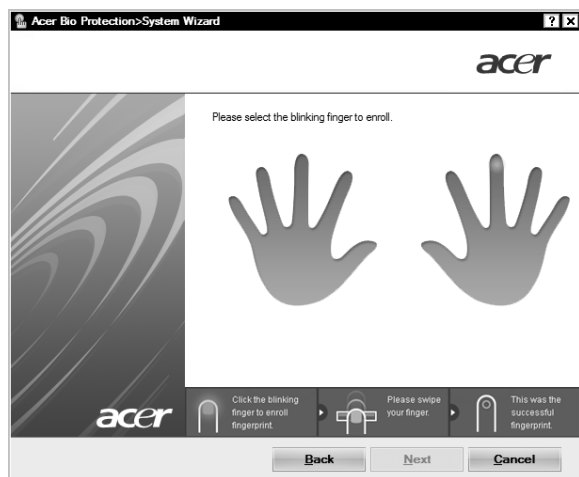 Acer Bio Protection>System Wizard
? X
acer
Please select the blinking finger to enroll.
acer
Click the blinking
finger to enroll
fingerprint.
Please swipe
your finger.
This was the
successful
fingerprint.
Back
Next
Cancel